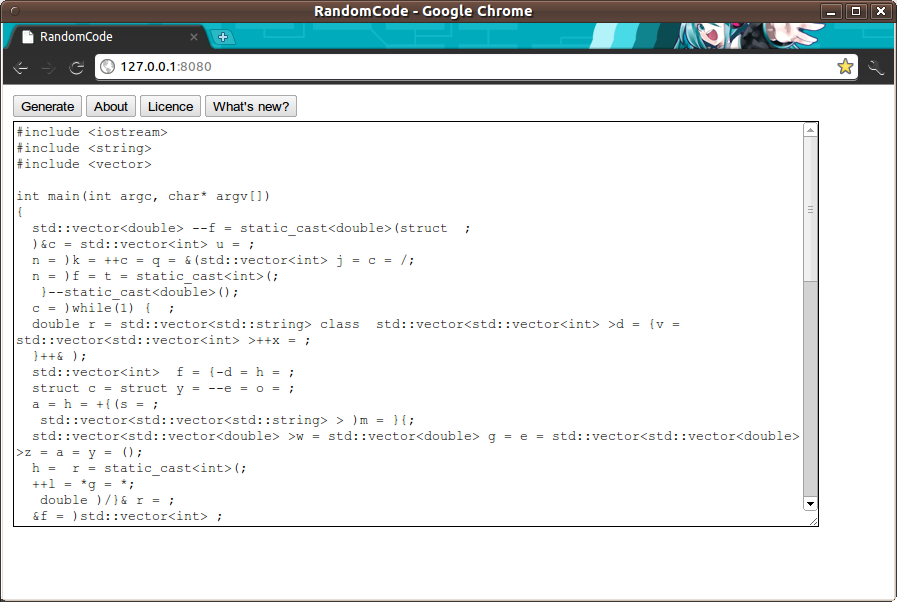 RandomCode - Google Chrome
RandomCode
127.0.0.1:8080
Generate About Licence What's new?
#include <iostream>
#include <string>
#include <vector>
int main(int argc, char* argv[])
{
  std::vector<double> --f = static_cast<double>(struct  ;
  )&c = std::vector<int> u = ;
  n = )k = ++c = q = &(std::vector<int> j = c = /;
  n = )f = t = static_cast<int>(;
   }--static_cast<double>();
  c = )while(1) {  ;
  double r = std::vector<std::string> class  std::vector<std::vector<int> >d = {v =
std::vector<std::vector<int> >++x = ;
  }++& );
  std::vector<int>  f = {-d = h = ;
  struct c = struct y = --e = o = ;
  a = h = +{(s = ;
   std::vector<std::vector<std::string> > )m = }{;
  std::vector<std::vector<double> >w = std::vector<double> g = e = std::vector<std::vector<double>
>z = a = y = ();
  h =  r = static_cast<int>(;
  ++l = *g = *;
   double )/}& r = ;
  &f = )std::vector<int> ;